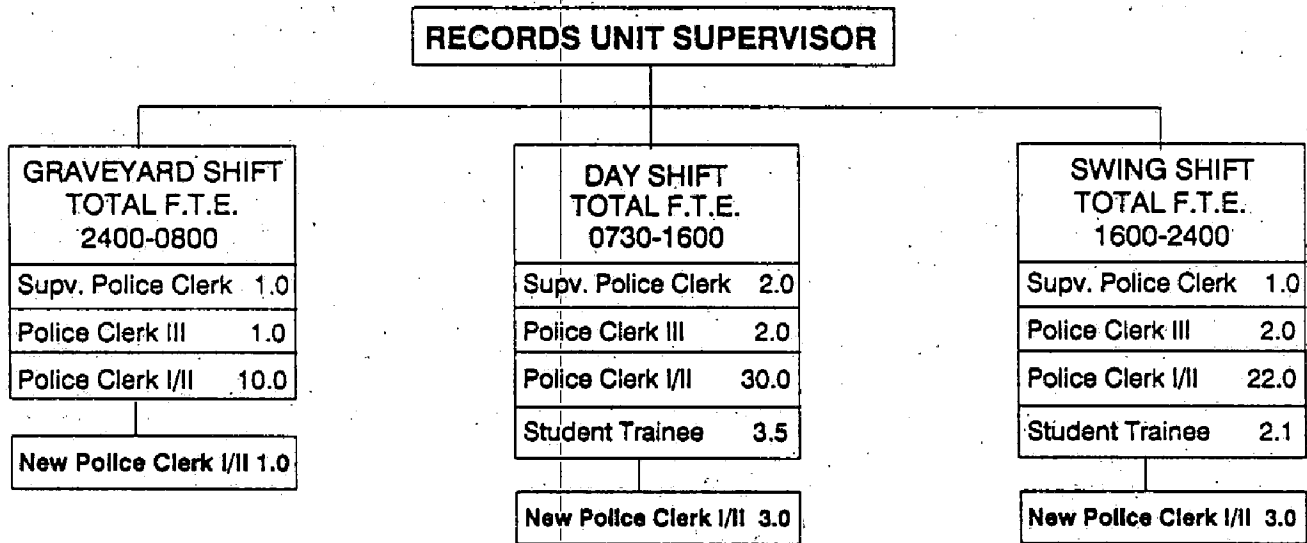 RECORDS UNIT SUPERVISOR
GRAVEYARD SHIFT
TOTAL F.T.E.
2400-0800
Supv. Police Clerk 1.0
Police Clerk III 1.0
Police Clerk I/II 10.0
New Police Clerk I/II 1.0
DAY SHIFT
TOTAL F.T.E.
0730-1600
Supv. Police Clerk 2.0
Police Clerk III 2.0
Police Clerk I/II 30.0
Student Trainee 3.5
New Police Clerk I/II 3.0
SWING SHIFT
TOTAL F.T.E.
1600-2400
Supv. Police Clerk 1.0
Police Clerk III 2.0
Police Clerk I/II 22.0
Student Trainee 2.1
New Police Clerk I/II 3.0